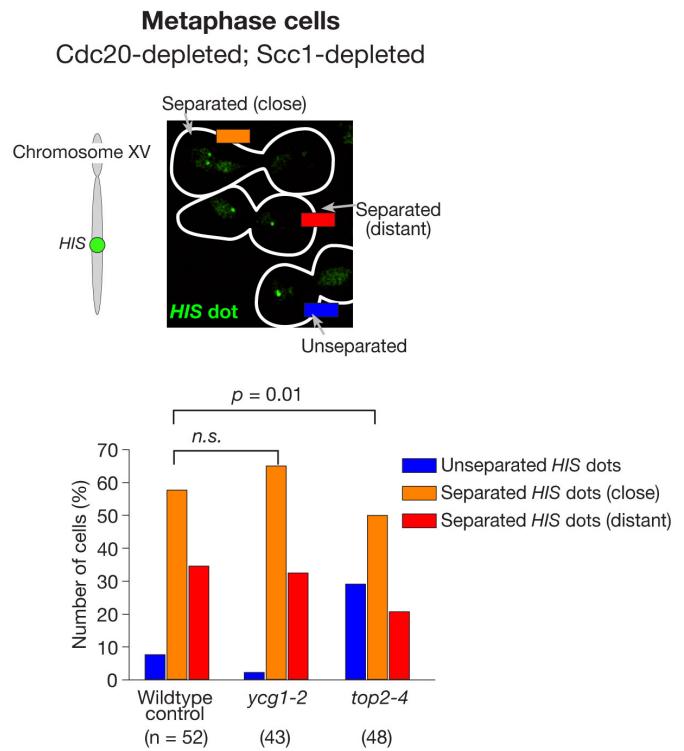 Metaphase cells
Cdc20-depleted; Scc1-depleted
Separated (close)
Chromosome XV
Separated
(distant)
HIS
HIS dot
Unseparated
p = 0.01
n.s.
70
60
50
40
30
20
10
0
Number of cells (%)
Unseparated HIS dots
Separated HIS dots (close)
Separated HIS dots (distant)
Wildtype
control
ycg1-2
top2-4
(n = 52)
(43)
(48)